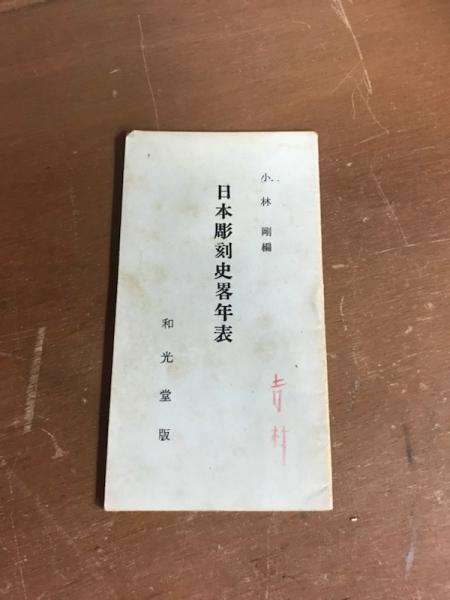 小林 剛編
日本彫刻史畧年表
和光堂版
吉村